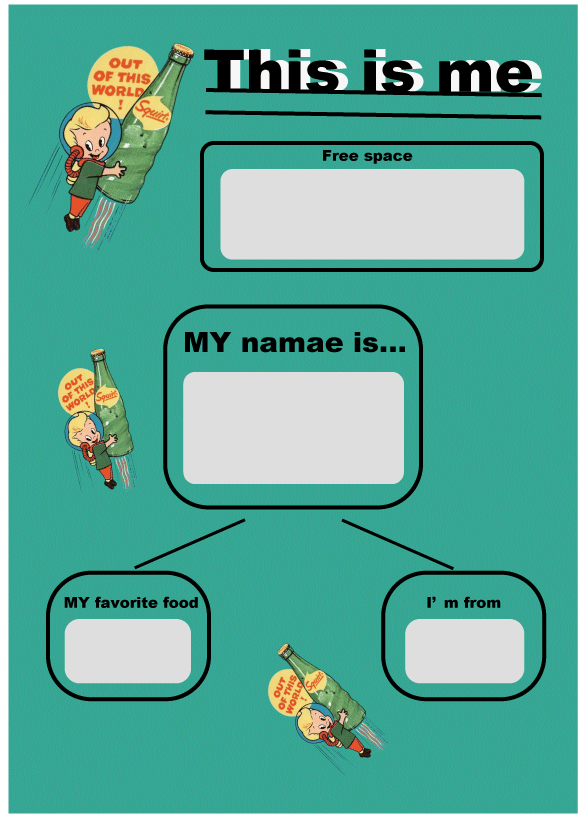 OUT
OF THIS
WORLD
!
Squirt
This is me
Free space
MY namae is...
OUT
OF THIS
WORLD
!
Squirt
MY favorite food
I' m from
OUT
OF THIS
WORLD
!
Squirt